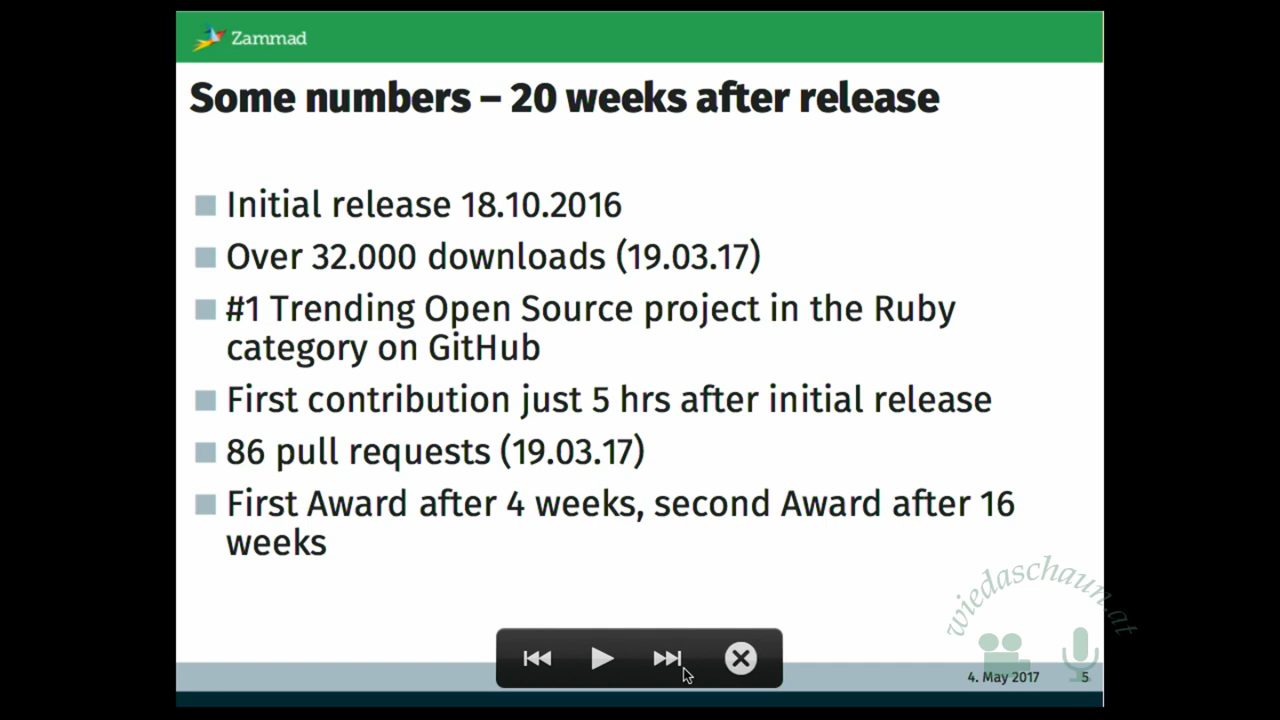 Zammad
Some numbers – 20 weeks after release
Initial release 18.10.2016
Over 32.000 downloads (19.03.17)
#1 Trending Open Source project in the Ruby
category on GitHub
First contribution just 5 hrs after initial release
86 pull requests (19.03.17)
First Award after 4 weeks, second Award after 16
weeks
wiedaschaun.at
4. May 2017 5